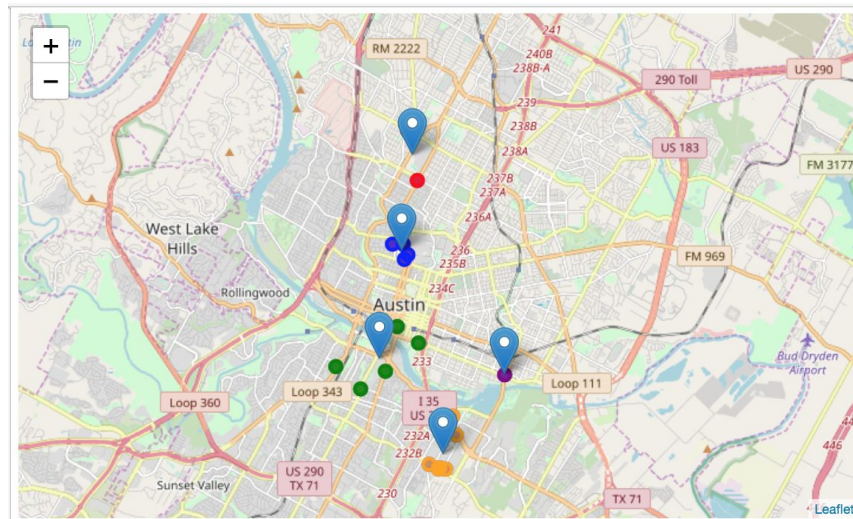 +
−
241
RM 2222
240B
238B-A
US 290
290 Toll
239
238B
US 183
238A
FM 3177
237B
237A
236A
West Lake
Hills
236
235B
FM 969
Rollingwood
234C
Austin
233
Bud Dryden
Airport
Loop 111
Loop 343
Loop 360
I 35
232A
446
232B
US 290
TX 71
Sunset Valley
230
TX 71
Leaflet